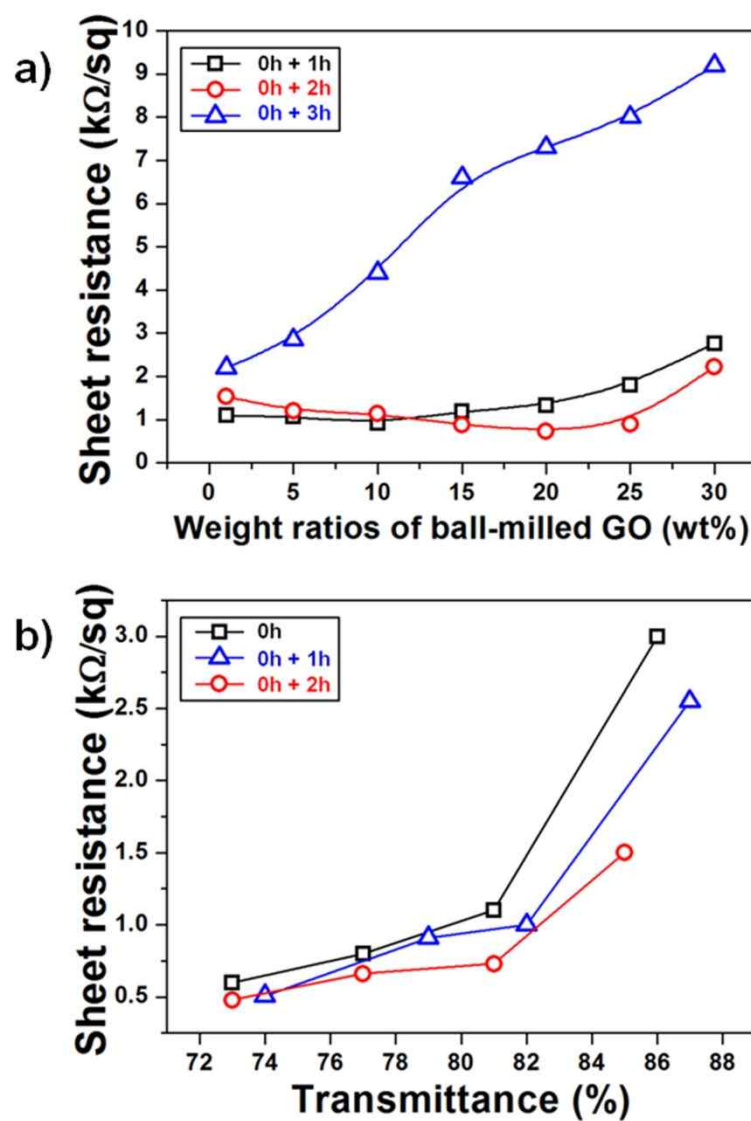 a)
Sheet resistance (kΩ/sq)
10
9
8
7
6
5
4
3
2
1
0
0h + 1h
0h + 2h
0h + 3h
0 5 10 15 20 25 30
Weight ratios of ball-milled GO (wt%)
b)
Sheet resistance (kΩ/sq)
3.0
2.5
2.0
1.5
1.0
0.5
0h
0h + 1h
0h + 2h
72 74 76 78 80 82 84 86 88
Transmittance (%)